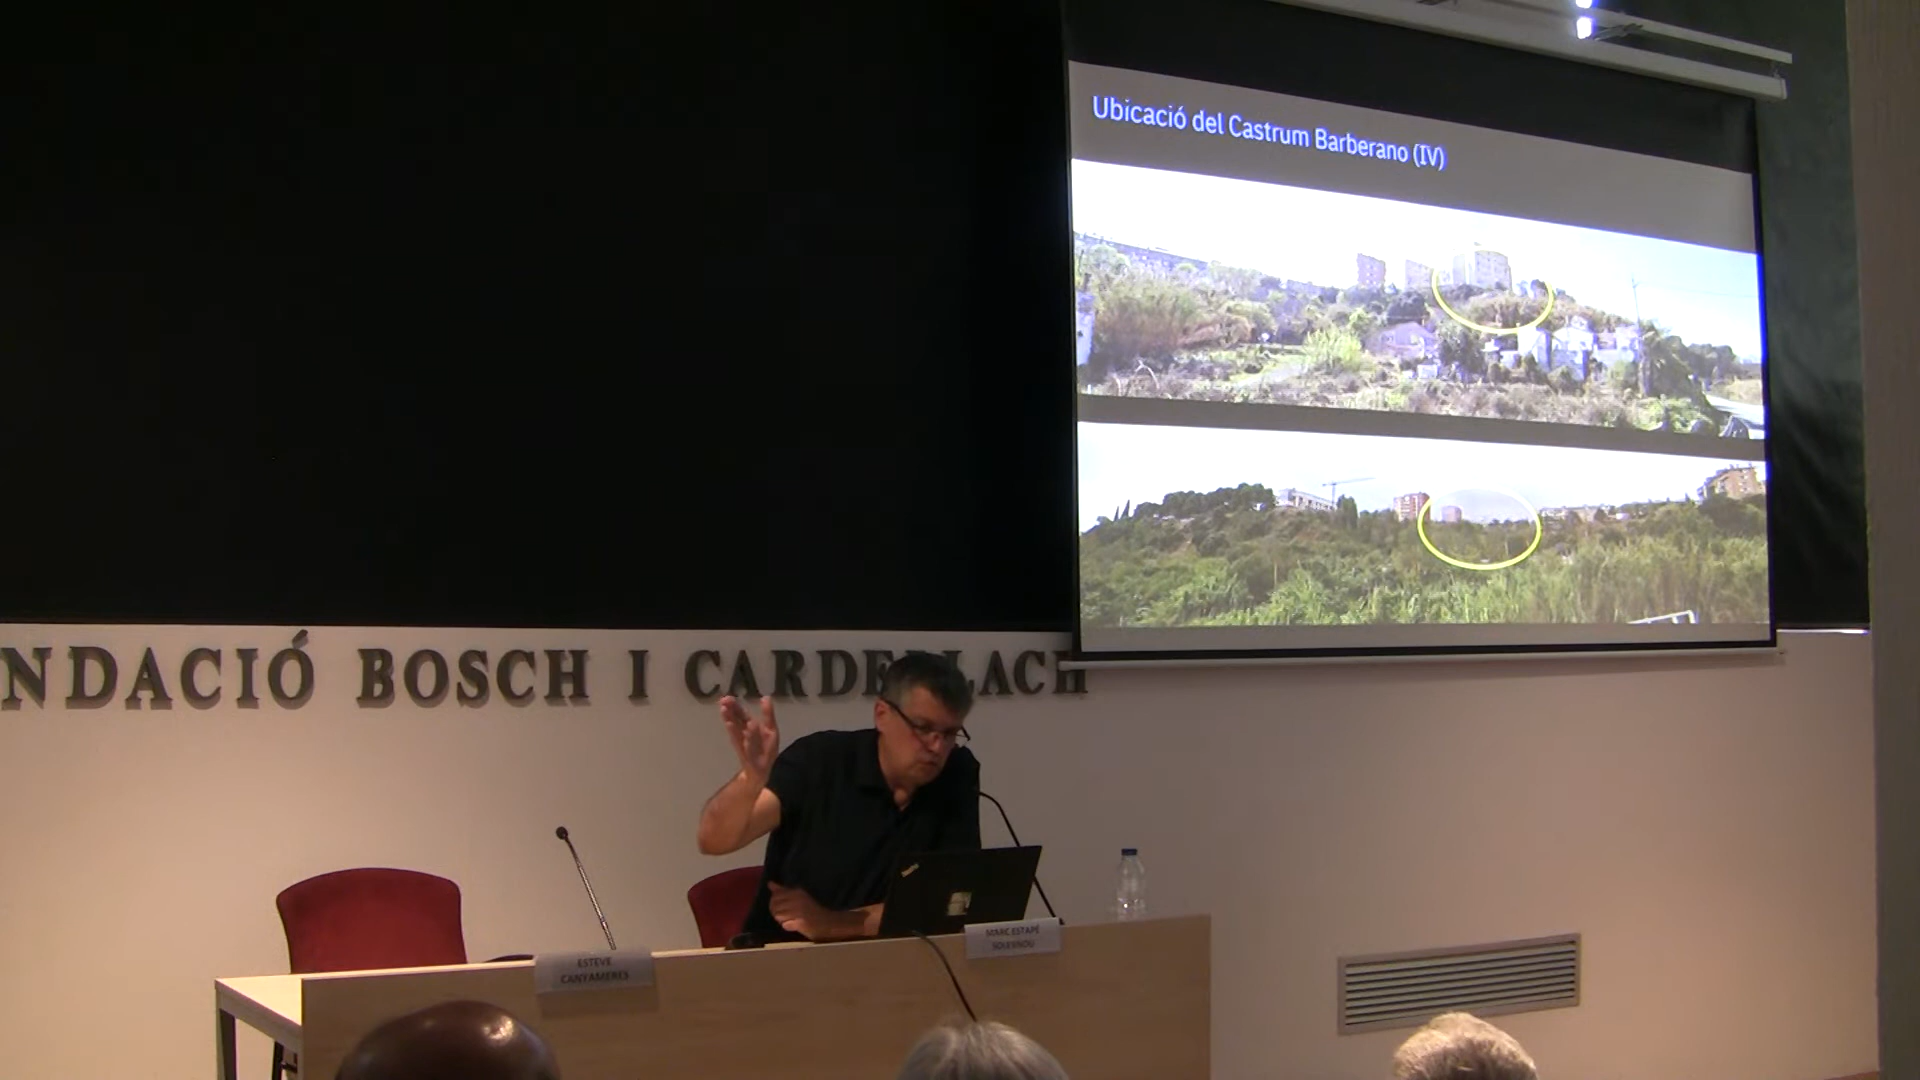 Ubicació del Castrum Barberano (IV)
NDACIÓ BOSCH I CARDELLACH
ESTEVE
CANYAMERES
MARC ESTAPÉ